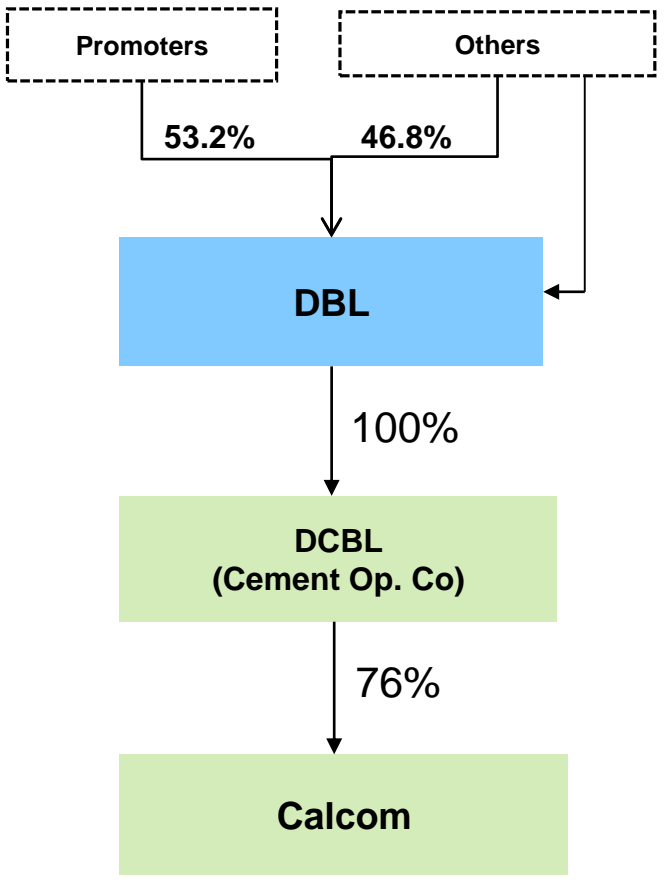 Promoters
Others
53.2%
46.8%
DBL
100%
DCBL
(Cement Op. Co)
76%
Calcom